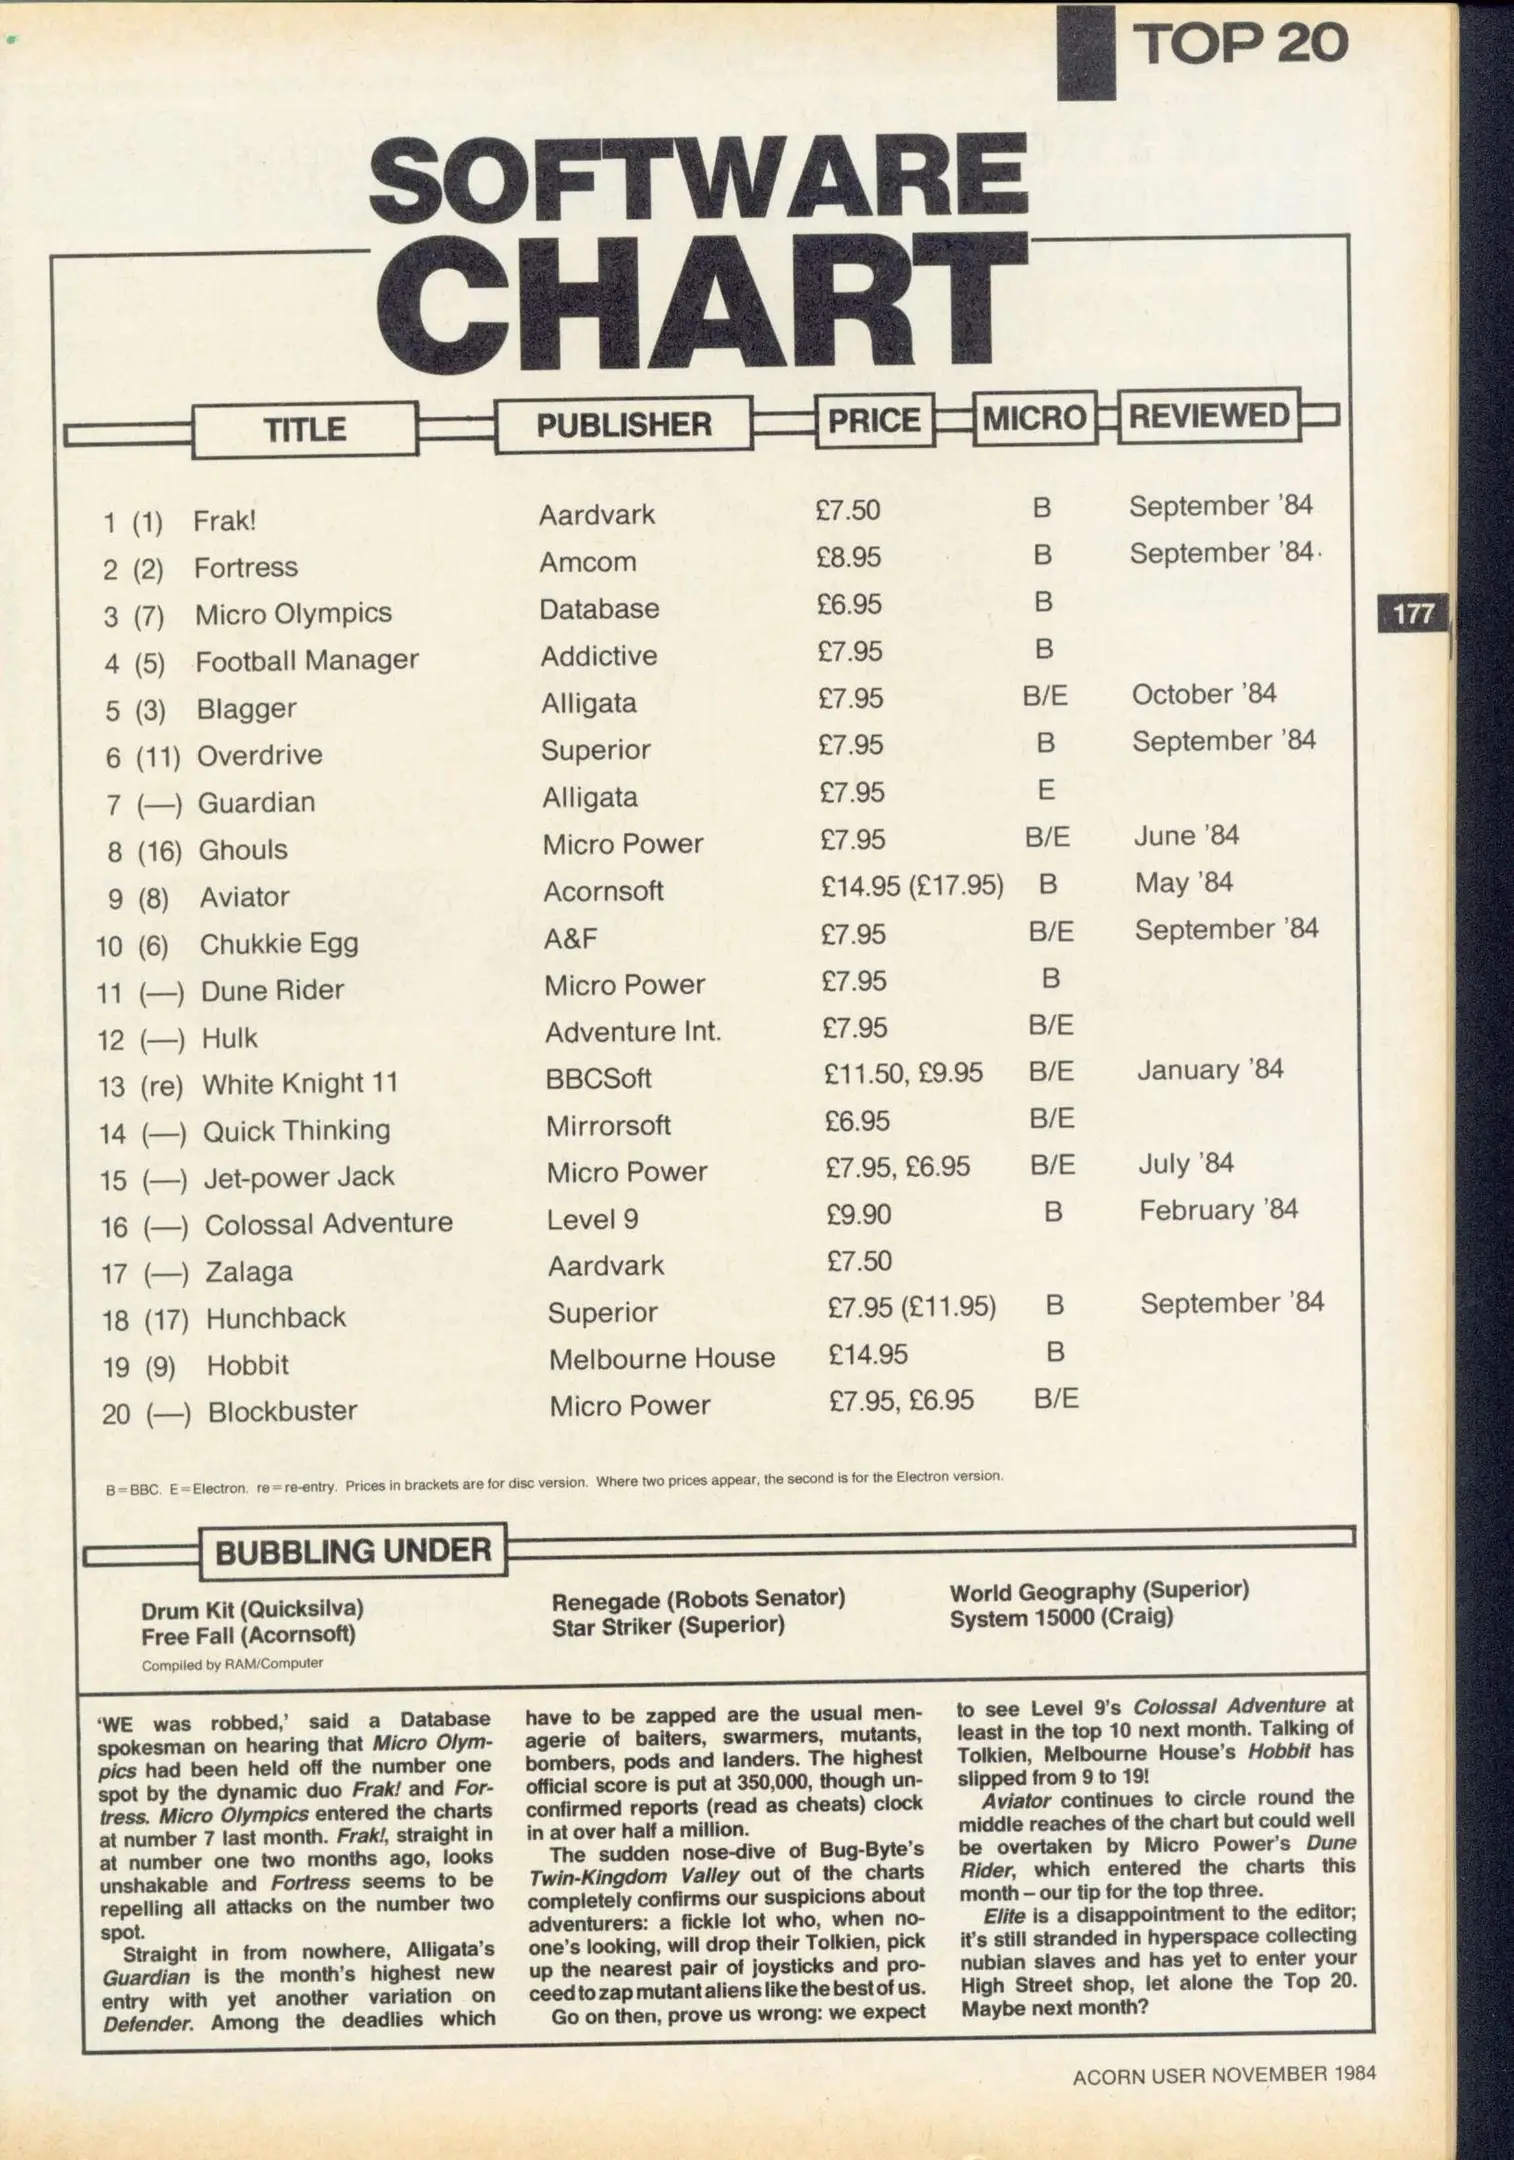 TOP 20
SOFTWARE
CHART
TITLE PUBLISHER PRICE MICRO REVIEWED
1 (1) Frak! Aardvark £7.50 B September '84
2 (2) Fortress Amcom £8.95 B September '84
3 (7) Micro Olympics Database £6.95 B
177
4 (5) Football Manager Addictive £7.95 B
5 (3) Blagger Alligata £7.95 B/E October '84
6 (11) Overdrive Superior £7.95 B September '84
7 (—) Guardian Alligata £7.95 E
8 (16) Ghouls Micro Power £7.95 B/E June '84
9 (8) Aviator Acornsoft £14.95 (£17.95) B May '84
10 (6) Chukkie Egg A&F £7.95 B/E September '84
11 (—) Dune Rider Micro Power £7.95 B
12 (—) Hulk Adventure Int. £7.95 B/E
13 (re) White Knight 11 BBCSoft £11.50, £9.95 B/E January '84
14 (—) Quick Thinking Mirrorsoft £6.95 B/E
15 (—) Jet-power Jack Micro Power £7.95, £6.95 B/E July '84
16 (—) Colossal Adventure Level 9 £9.90 B February '84
17 (—) Zalaga Aardvark £7.50
18 (17) Hunchback Superior £7.95 (£11.95) B September '84
19 (9) Hobbit Melbourne House £14.95 B
20 (—) Blockbuster Micro Power £7.95, £6.95 B/E
B=BBC. E=Electron. re=re-entry. Prices in brackets are for disc version. Where two prices appear, the second is for the Electron version.
BUBBLING UNDER
Drum Kit (Quicksilva)
Free Fall (Acornsoft)
Compiled by RAM/Computer
Renegade (Robots Senator)
Star Striker (Superior)
World Geography (Superior)
System 15000 (Craig)
'WE was robbed,' said a Database
spokesman on hearing that Micro Olym-
pics had been held off the number one
spot by the dynamic duo Frak! and For-
tress. Micro Olympics entered the charts
at number 7 last month. Frak!, straight in
at number one two months ago, looks
unshakable and Fortress seems to be
repelling all attacks on the number two
spot.
Straight in from nowhere, Alligata's
Guardian is the month's highest new
entry with yet another variation on
Defender. Among the deadlies which
have to be zapped are the usual men-
agerie of baiters, swarmers, mutants,
bombers, pods and landers. The highest
official score is put at 350,000, though un-
confirmed reports (read as cheats) clock
in at over half a million.
The sudden nose-dive of Bug-Byte's
Twin-Kingdom Valley out of the charts
completely confirms our suspicions about
adventurers: a fickle lot who, when no-
one's looking, will drop their Tolkien, pick
up the nearest pair of joysticks and pro-
ceed to zap mutant aliens like the best of us.
Go on then, prove us wrong: we expect
to see Level 9's Colossal Adventure at
least in the top 10 next month. Talking of
Tolkien, Melbourne House's Hobbit has
slipped from 9 to 19!
Aviator continues to circle round the
middle reaches of the chart but could well
be overtaken by Micro Power's Dune
Rider, which entered the charts this
month – our tip for the top three.
Elite is a disappointment to the editor;
it's still stranded in hyperspace collecting
nubian slaves and has yet to enter your
High Street shop, let alone the Top 20.
Maybe next month?
ACORN USER NOVEMBER 1984